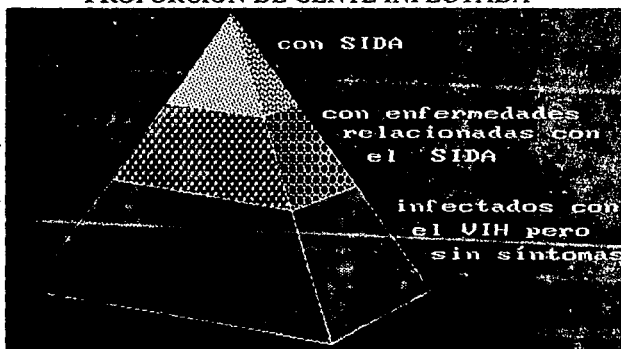 PROPORCION DE GENTE INFECTADA
con SIDA
con enfermedades
relacionadas con
el SIDA
infectados con
el VIH pero
sin síntomas